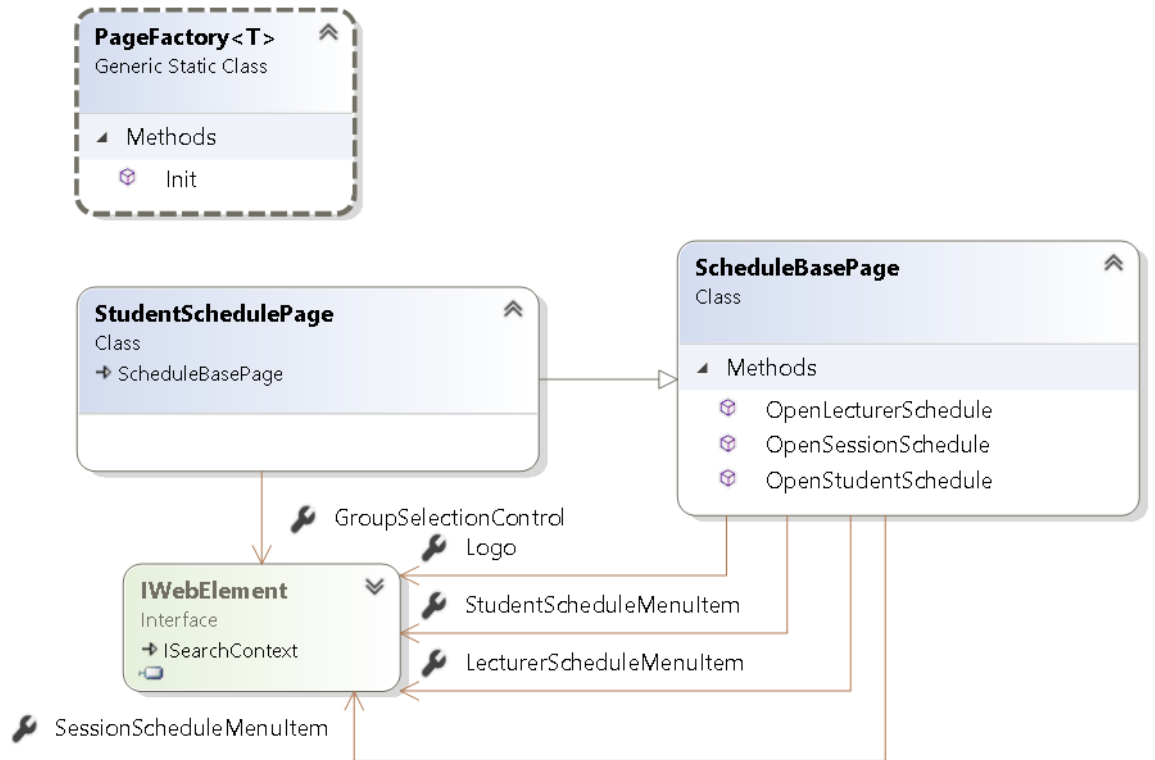 PageFactory<T>
Generic Static Class
Methods
Init
ScheduleBasePage
Class
Methods
OpenLecturerSchedule
OpenSessionSchedule
OpenStudentSchedule
StudentSchedulePage
Class
ScheduleBasePage
GroupSelectionControl
Logo
StudentScheduleMenuItem
LecturerScheduleMenuItem
IWebElement
Interface
ISearchContext
SessionScheduleMenuItem